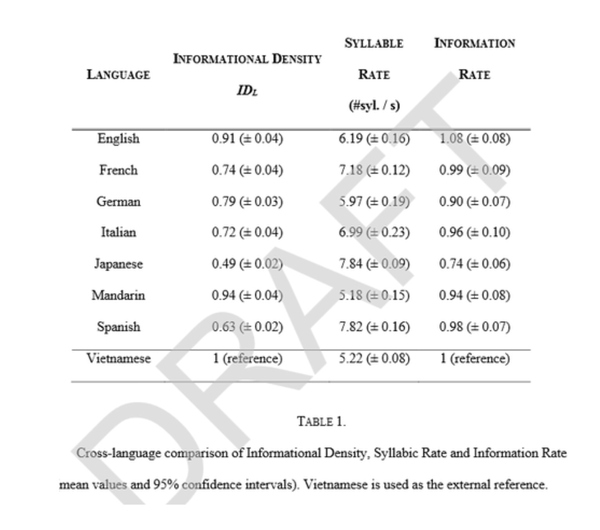 SYLLABLE INFORMATION
INFORMATIONAL DENSITY
LANGUAGE RATE RATE
IDL
(#syl. / s)
English 0.91 (± 0.04) 6.19 (± 0.16) 1.08 (± 0.08)
French 0.74 (± 0.04) 7.18 (± 0.12) 0.99 (± 0.09)
German 0.79 (± 0.03) 5.97 (± 0.19) 0.90 (± 0.07)
Italian 0.72 (± 0.04) 6.99 (± 0.23) 0.96 (± 0.10)
Japanese 0.49 (± 0.02) 7.84 (± 0.09) 0.74 (± 0.06)
Mandarin 0.94 (± 0.04) 5.18 (± 0.15) 0.94 (± 0.08)
Spanish 0.63 (± 0.02) 7.82 (± 0.16) 0.98 (± 0.07)
Vietnamese 1 (reference) 5.22 (± 0.08) 1 (reference)
TABLE 1.
Cross-language comparison of Informational Density, Syllabic Rate and Information Rate
mean values and 95% confidence intervals). Vietnamese is used as the external reference.
DRAFT